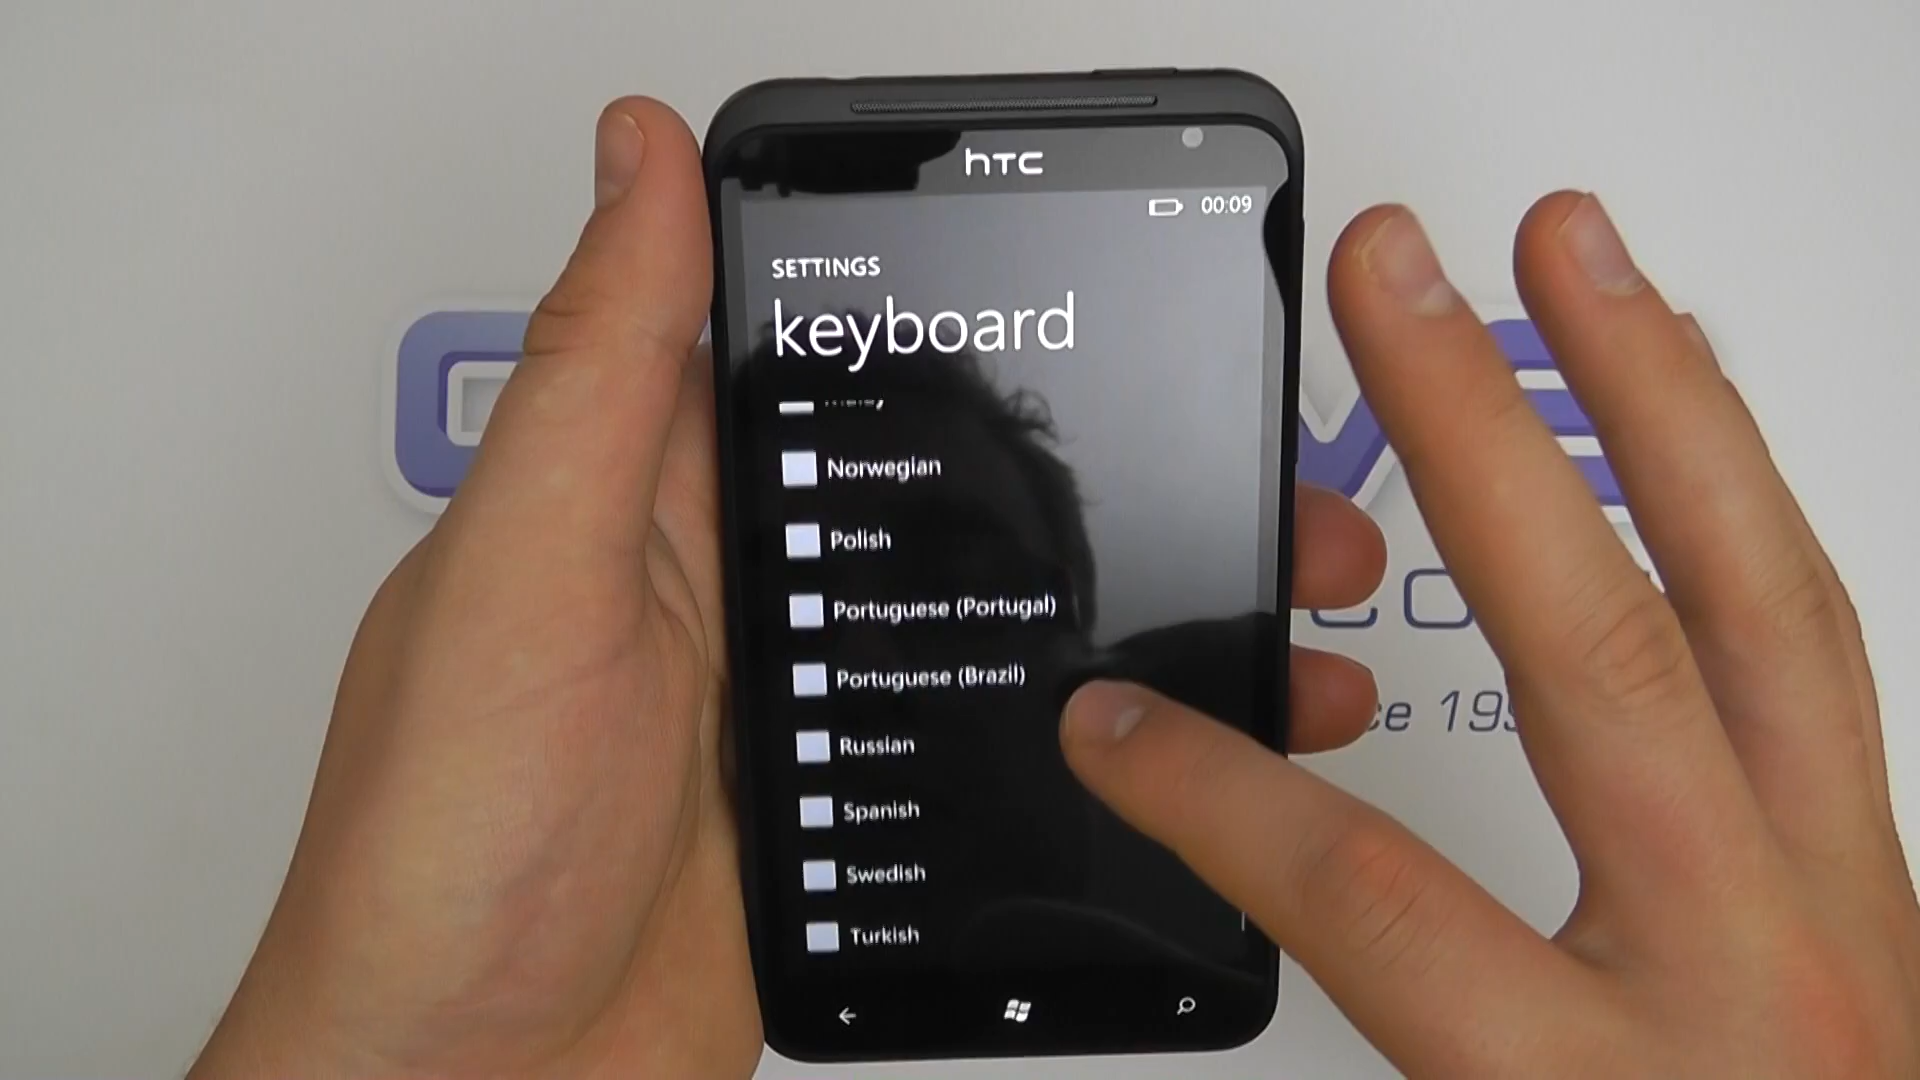 hTC
00:09
SETTINGS
keyboard
Norwegian
Polish
Portuguese (Portugal)
Portuguese (Brazil)
Russian
Spanish
Swedish
Turkish